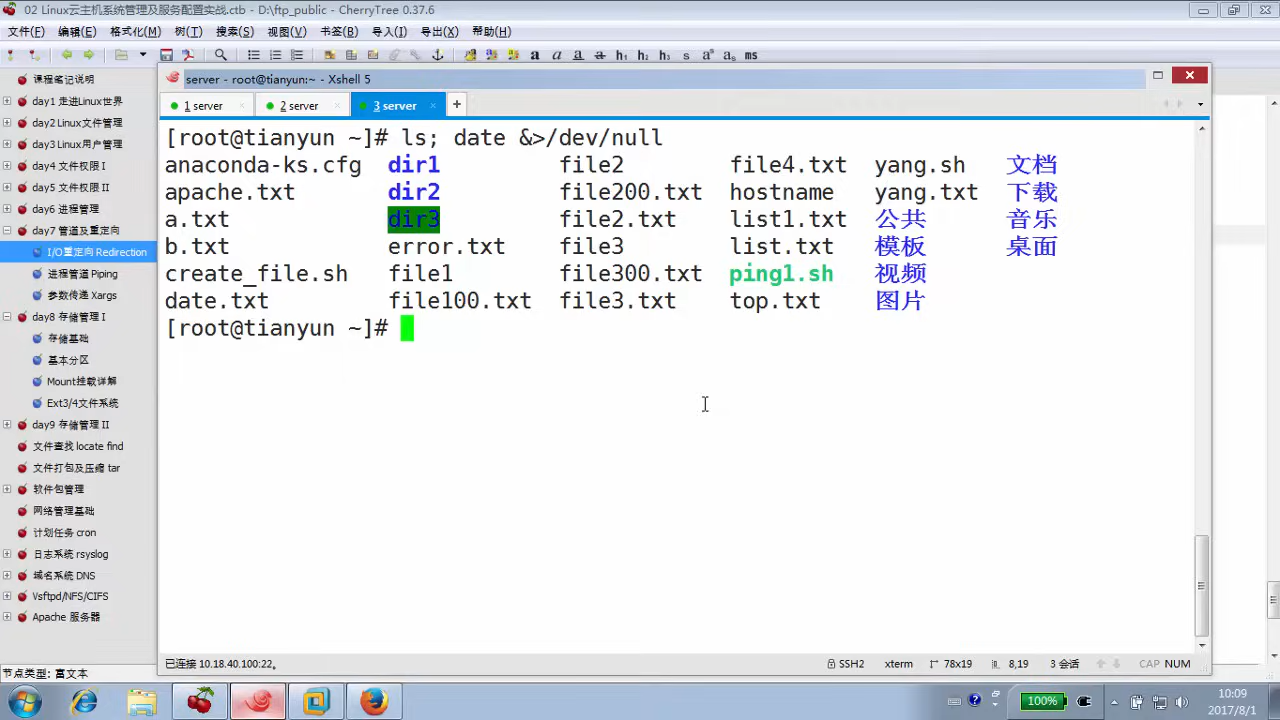 02 Linux云主机系统管理及服务配置实战.ctb - D:\ftp_public - CherryTree 0.37.6
文件(F) 编辑(E) 格式化(M) 树(T) 搜索(S) 视图(V) 书签(B) 导入(I) 导出(X) 帮助(H)
a a a a h1 h2 h3 s a a ms
课程笔记说明
day1 走进Linux世界
day2 Linux文件管理
day3 Linux用户管理
day4 文件权限 I
day5 文件权限 II
day6 进程管理
day7 管道及重定向
I/O重定向 Redirection
进程管道 Piping
参数传递 Xargs
day8 存储管理 I
存储基础
基本分区
Mount挂载详解
Ext3/4文件系统
day9 存储管理 II
文件查找 locate find
文件打包及压缩 tar
软件包管理
网络管理基础
计划任务 cron
日志系统 rsyslog
域名系统 DNS
Vsftpd/NFS/CIFS
Apache 服务器
节点类型: 富文本
server - root@tianyun:~ - Xshell 5
1 server 2 server 3 server +
[root@tianyun ~]# ls; date &>/dev/null
anaconda-ks.cfg dir1 file2 file4.txt yang.sh 文档
apache.txt dir2 file200.txt hostname yang.txt 下载
a.txt dir3 file2.txt list1.txt 公共 音乐
b.txt error.txt file3 list.txt 模板 桌面
create_file.sh file1 file300.txt ping1.sh 视频
date.txt file100.txt file3.txt top.txt 图片
[root@tianyun ~]#
已连接 10.18.40.100:22。 SSH2 xterm 78x19 8,19 3 会话 CAP NUM
100% 10:09
2017/8/1